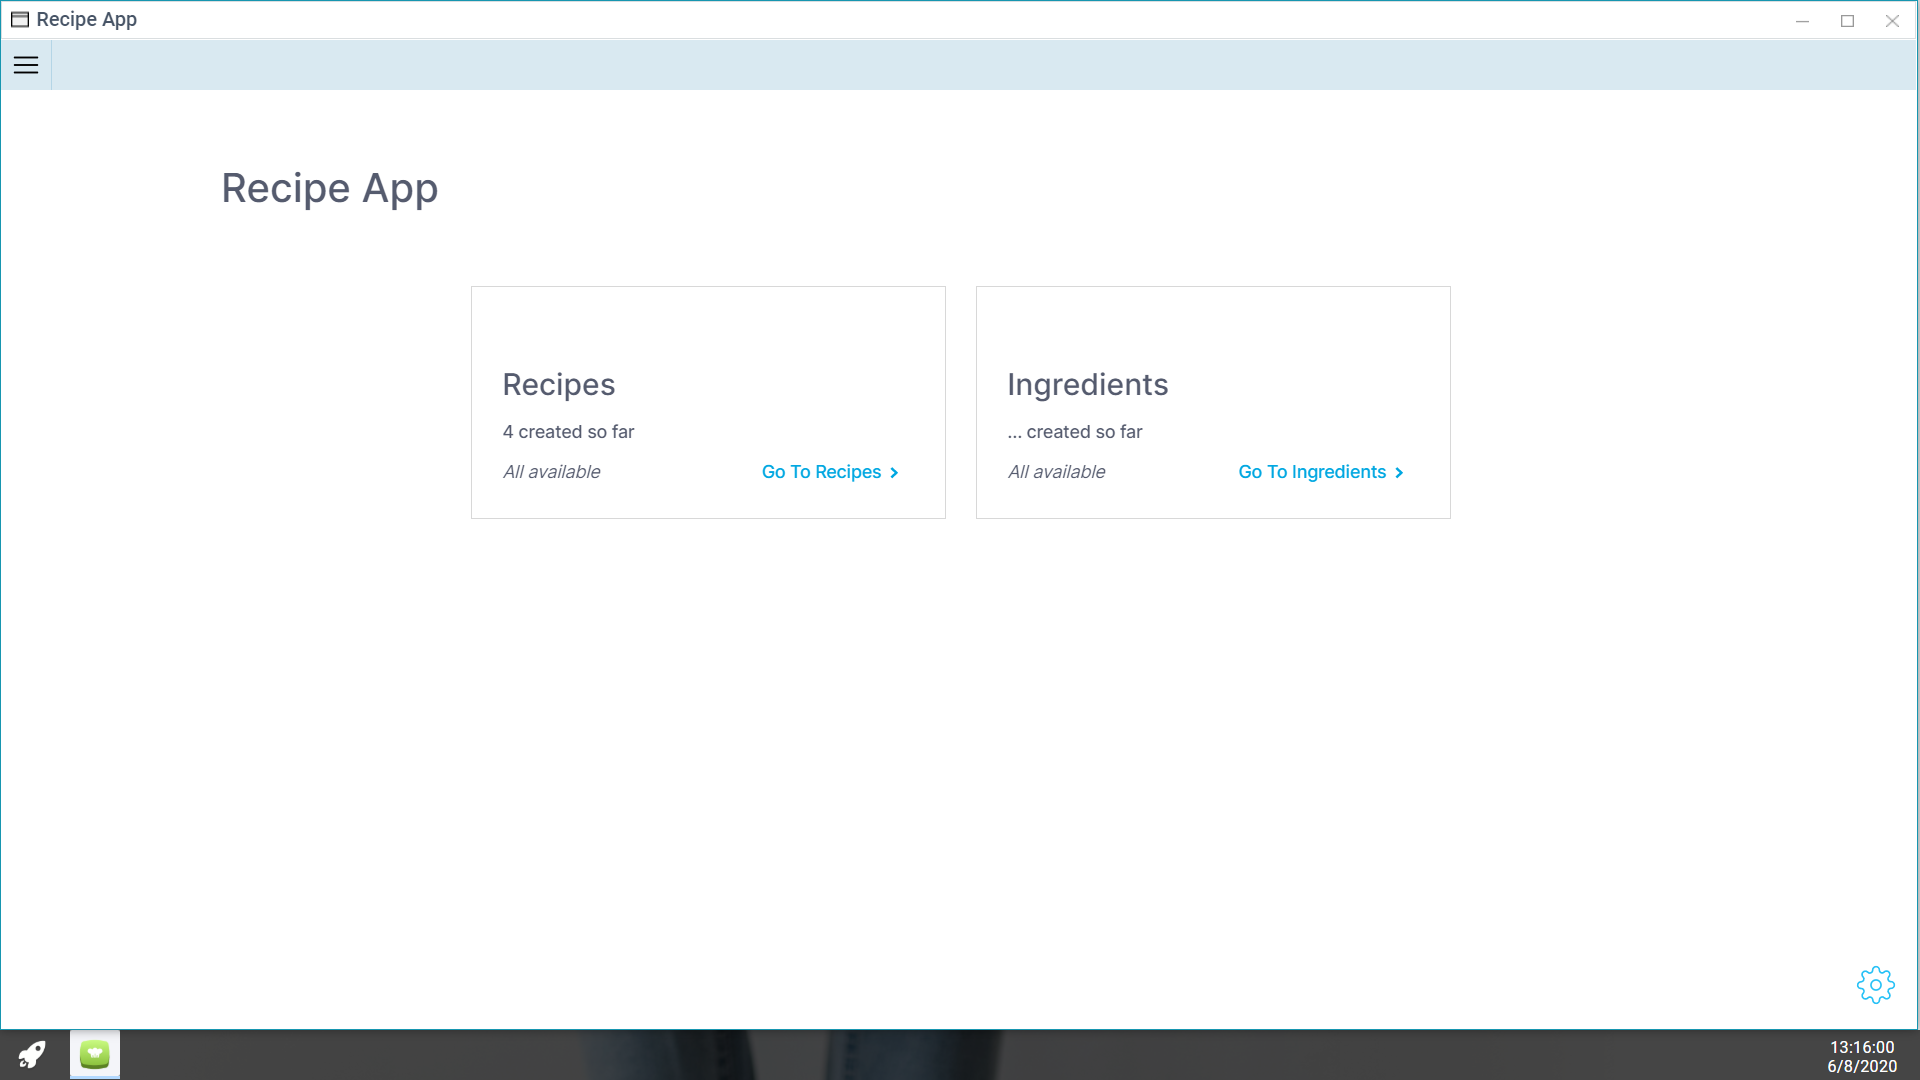 Recipe App
Recipe App
Recipes
4 created so far
All available
Go To Recipes
Ingredients
... created so far
All available
Go To Ingredients
13:16:00
6/8/2020